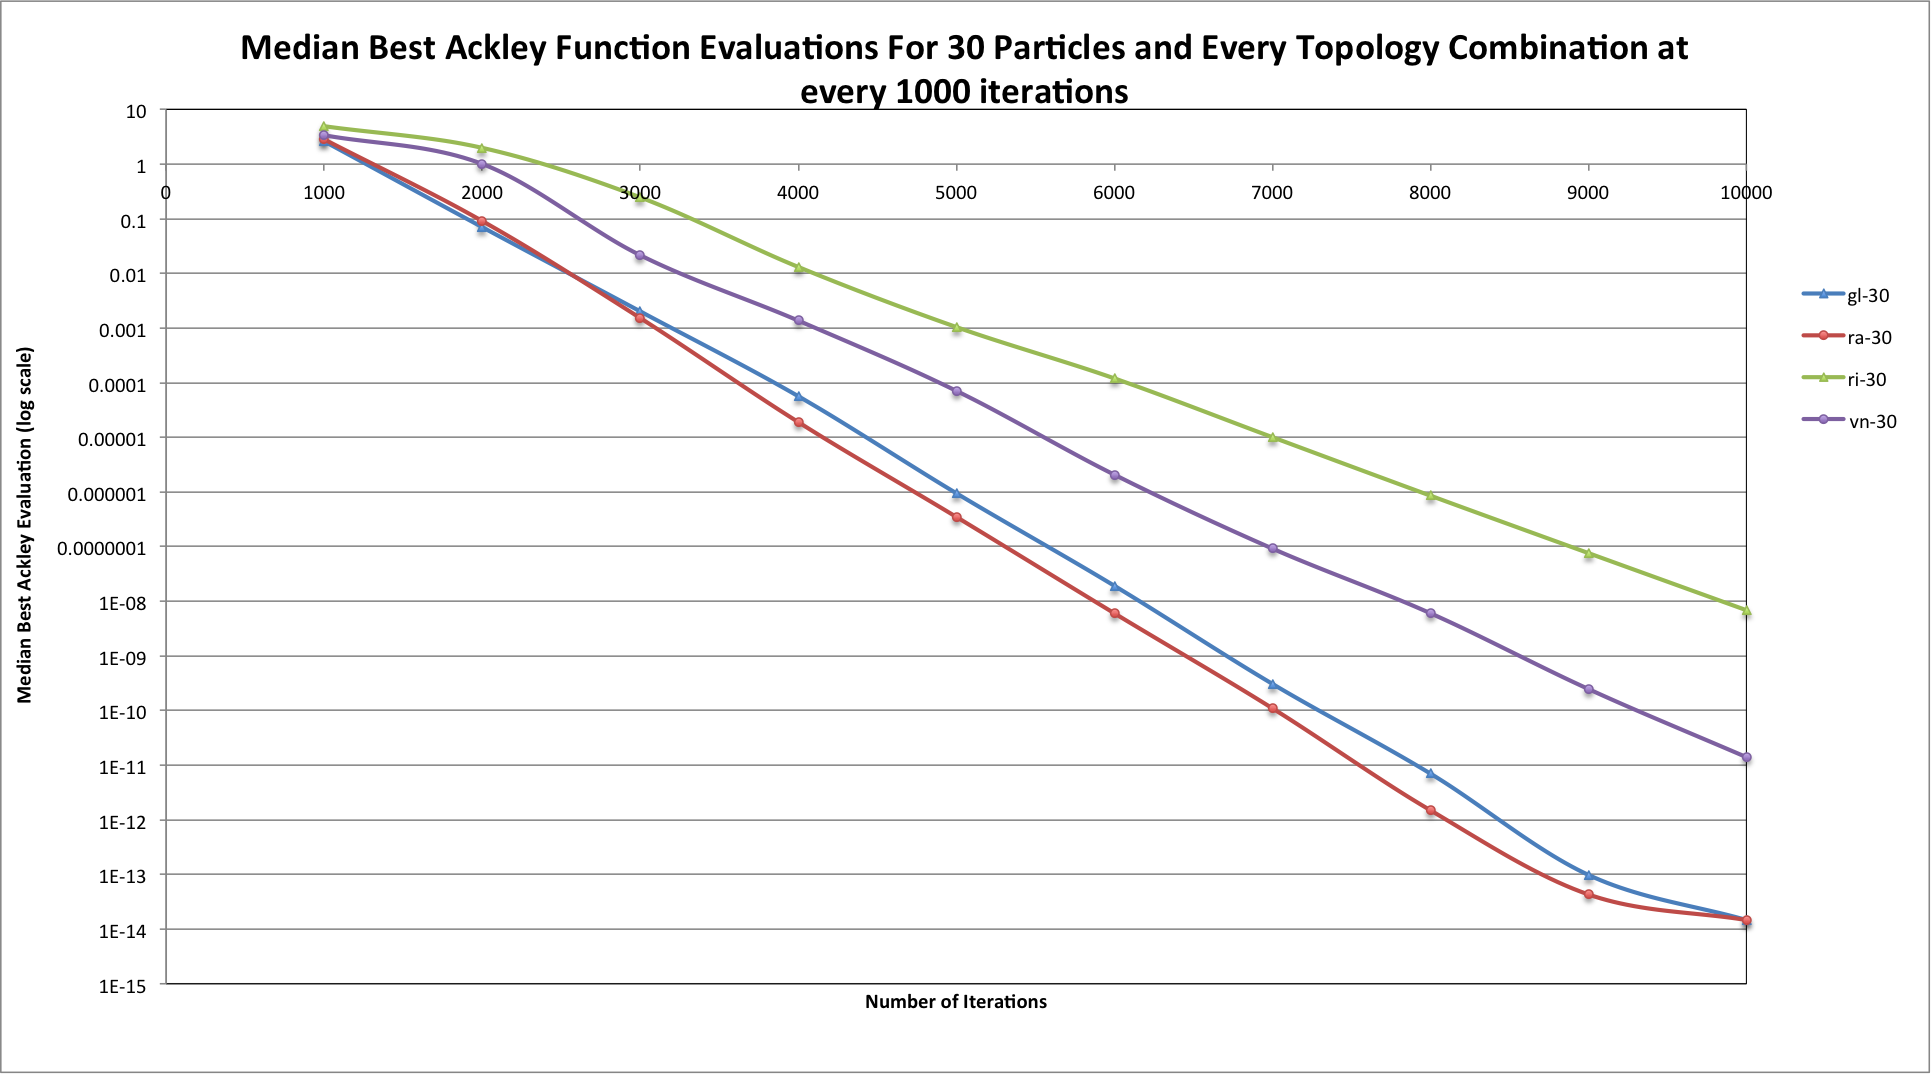 Median Best Ackley Function Evaluations For 30 Particles and Every Topology Combination at
every 1000 iterations
10
1
0 1000 2000 3000 4000 5000 6000 7000 8000 9000 10000
0.1
0.01
0.001
0.0001
0.00001
0.000001
0.0000001
1E-08
1E-09
1E-10
1E-11
1E-12
1E-13
1E-14
1E-15
Median Best Ackley Evaluation (log scale)
Number of Iterations
gl-30
ra-30
ri-30
vn-30